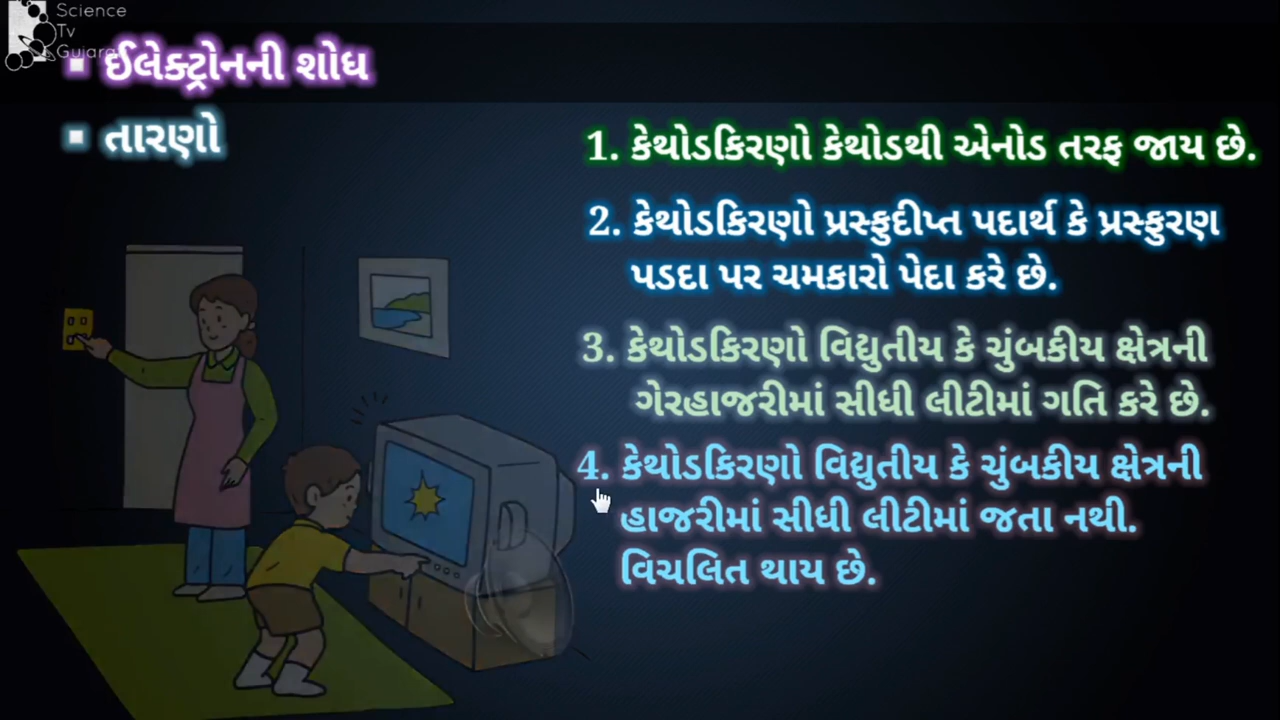 Science
Tv
Gujarat
▪ ઈલેક્ટ્રોનની શોધ
▪ તારણો
1. કેથોડકિરણો કેથોડથી એનોડ તરફ જાય છે.
2. કેથોડકિરણો પ્રસ્ફુદીપ્ત પદાર્થ કે પ્રસ્ફુરણ
પડદા પર ચમકારો પેદા કરે છે.
3. કેથોડકિરણો વિદ્યુતીય કે ચુંબકીય ક્ષેત્રની
ગેરહાજરીમાં સીધી લીટીમાં ગતિ કરે છે.
4. કેથોડકિરણો વિદ્યુતીય કે ચુંબકીય ક્ષેત્રની
હાજરીમાં સીધી લીટીમાં જતા નથી.
વિચલિત થાય છે.